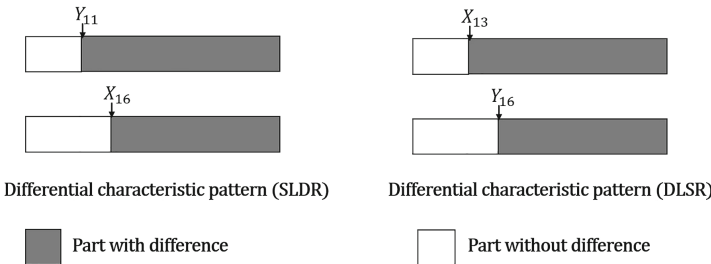 Y₁₁
X₁₆
Differential characteristic pattern (SLDR)
X₁₃
Y₁₆
Differential characteristic pattern (DLSR)
Part with difference
Part without difference